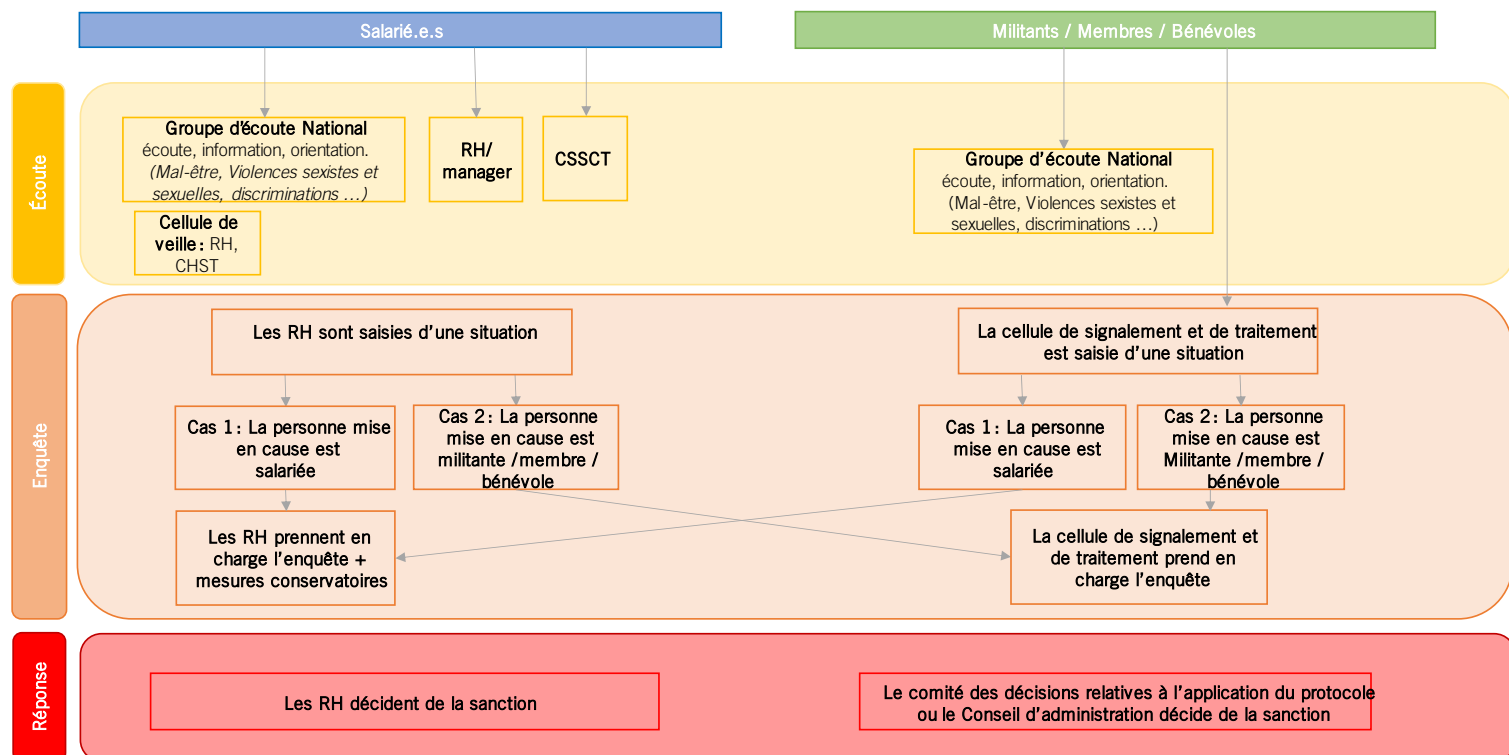 Salarié.e.s
Militants / Membres / Bénévoles
Écoute
Groupe d'écoute National
écoute, information, orientation.
(Mal-être, Violences sexistes et
sexuelles, discriminations …)
RH/
manager
CSSCT
Cellule de
veille : RH,
CHST
Groupe d'écoute National
écoute, information, orientation.
(Mal-être, Violences sexistes et
sexuelles, discriminations …)
Enquête
Les RH sont saisies d'une situation
La cellule de signalement et de traitement
est saisie d'une situation
Cas 1 : La personne mise
en cause est
salariée
Cas 2 : La personne
mise en cause est
militante /membre /
bénévole
Cas 1 : La personne
mise en cause est
salariée
Cas 2 : La personne
mise en cause est
Militante /membre /
bénévole
Les RH prennent en
charge l'enquête +
mesures conservatoires
La cellule de signalement et
de traitement prend en
charge l'enquête
Réponse
Les RH décident de la sanction
Le comité des décisions relatives à l'application du protocole
ou le Conseil d'administration décide de la sanction